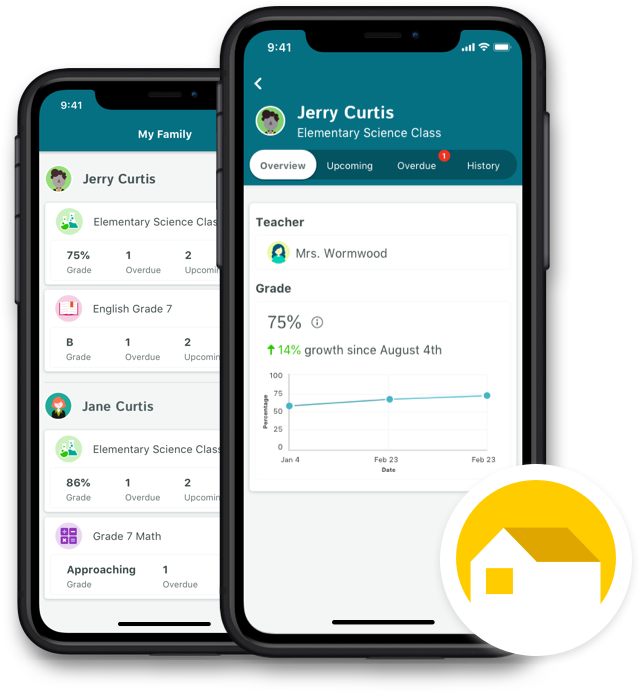 9:41
My Family
Jerry Curtis
Elementary Science Clas
75%
1
2
Grade
Overdue
Upcomin
English Grade 7
B
1
2
Grade
Overdue
Upcomin
Jane Curtis
Elementary Science Class
86%
1
2
Grade
Overdue
Upcomin
Grade 7 Math
Approaching
1
Grade
Overdue
9:41
Jerry Curtis
Elementary Science Class
Overview
Upcoming
Overdue
1
History
Teacher
Mrs. Wormwood
Grade
75%
14% growth since August 4th
100
75
50
25
0
Percentage
Jan 4
Feb 23
Feb 23
Date